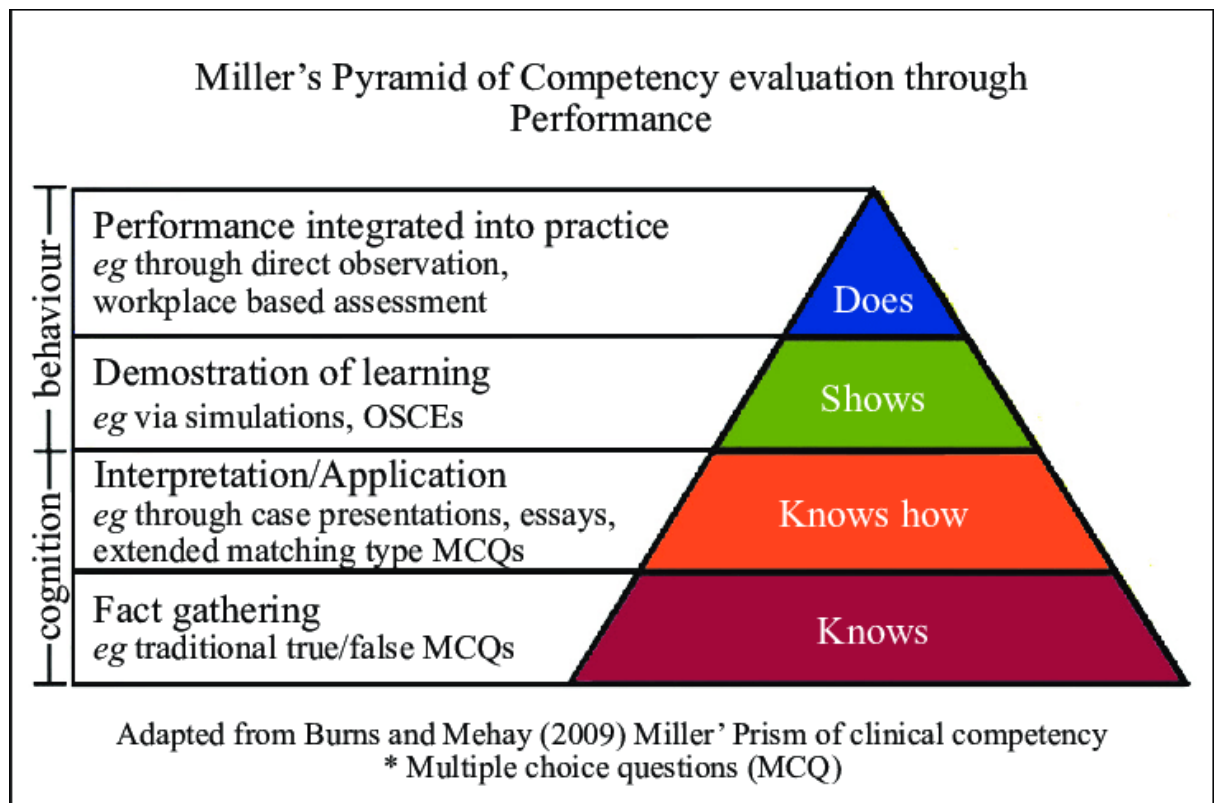 Miller’s Pyramid of Competency evaluation through
Performance
behaviour
cognition
Performance integrated into practice
eg through direct observation,
workplace based assessment
Does
Demostration of learning
eg via simulations, OSCEs
Shows
Interpretation/Application
eg through case presentations, essays,
extended matching type MCQs
Knows how
Fact gathering
eg traditional true/false MCQs
Knows
Adapted from Burns and Mehay (2009) Miller’ Prism of clinical competency
* Multiple choice questions (MCQ)